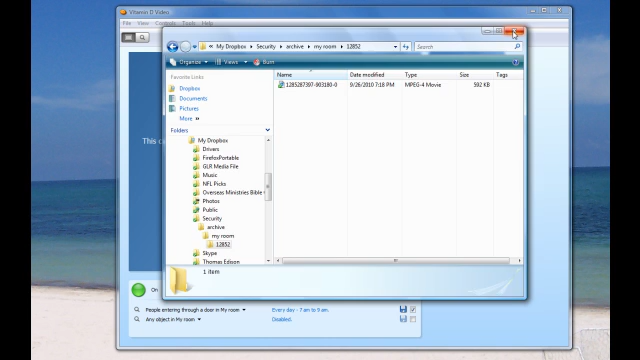 Vitamin D Video
File View Controls Tools Help
« My Dropbox ▸ Security ▸ archive ▸ my room ▸ 12852
Search
Organize Views Burn
Favorite Links
Dropbox
Documents
Pictures
More »
Folders
My Dropbox
Drivers
FirefoxPortable
GLR Media File
Music
NFL Picks
Overseas Ministries Bible
Photos
Public
Security
archive
my room
12852
Skype
Thomas Edison
Name Date modified Type Size Tags
1285287397-903180-0 9/26/2010 7:18 PM MPEG-4 Movie 592 KB
1 item
This c
On
People entering through a door in My room Every day - 7 am to 9 am.
Any object in My room Disabled.